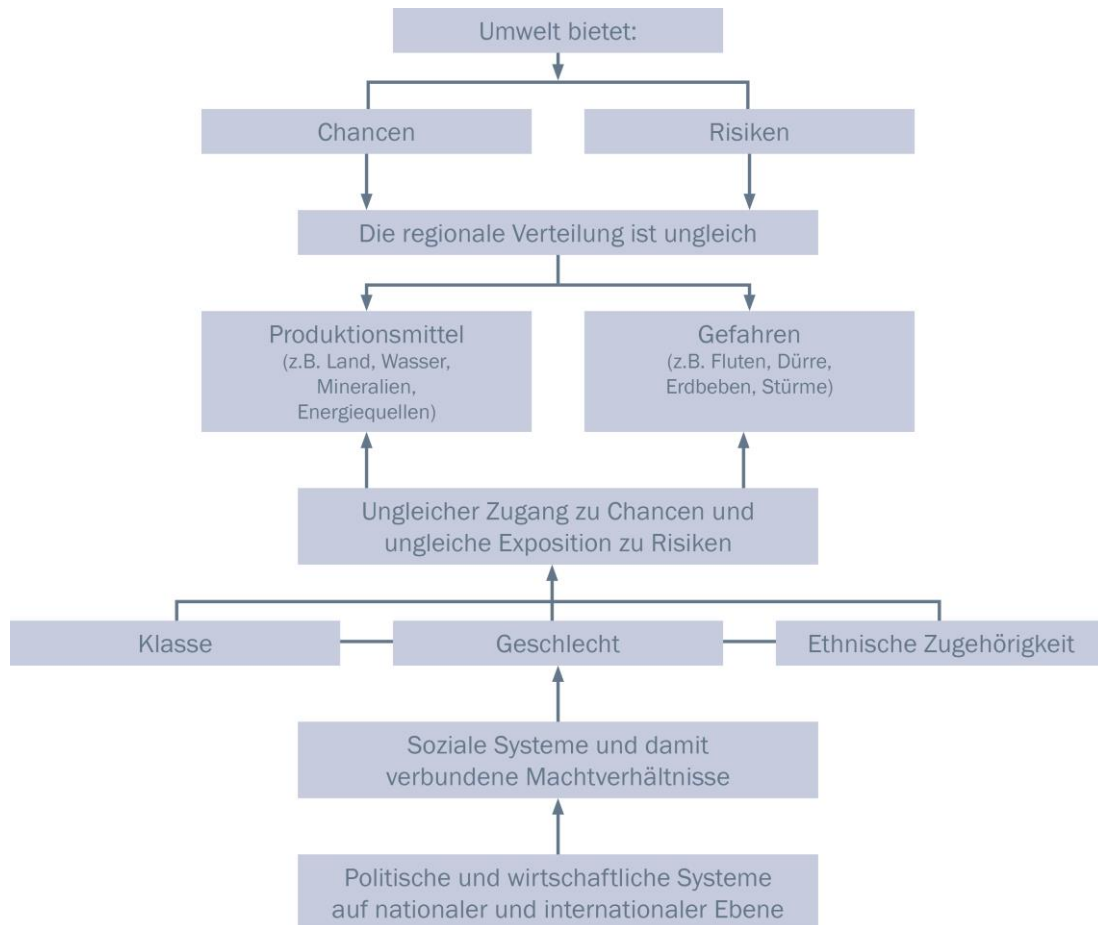 Umwelt bietet:
Chancen
Risiken
Die regionale Verteilung ist ungleich
Produktionsmittel
(z.B. Land, Wasser,
Mineralien,
Energiequellen)
Gefahren
(z.B. Fluten, Dürre,
Erdbeben, Stürme)
Ungleicher Zugang zu Chancen und
ungleiche Exposition zu Risiken
Klasse
Geschlecht
Ethnische Zugehörigkeit
Soziale Systeme und damit
verbundene Machtverhältnisse
Politische und wirtschaftliche Systeme
auf nationaler und internationaler Ebene